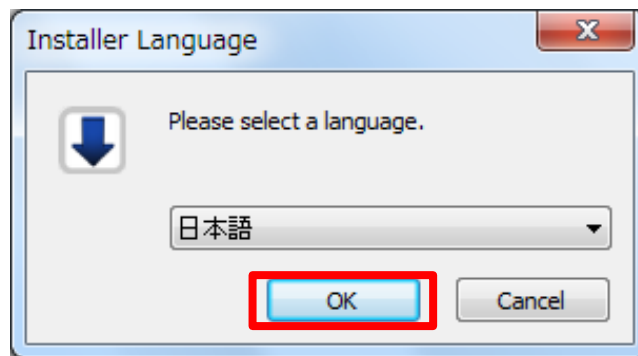 Installer Language
Please select a language.
日本語
OK
Cancel